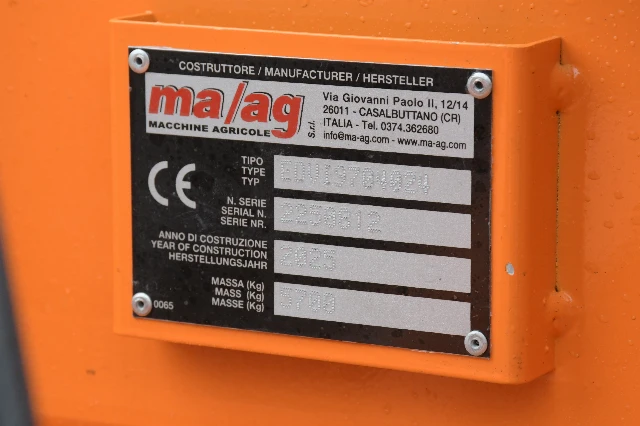 COSTRUTTORE / MANUFACTURER / HERSTELLER
ma/ag
MACCHINE AGRICOLE
S.r.l.
Via Giovanni Paolo II, 12/14
26011 - CASALBUTTANO (CR)
ITALIA - Tel. 0374.362680
info@ma-ag.com - www.ma-ag.com
CE
TIPO
TYPE
TYP
N. SERIE
SERIAL N.
SERIE NR.
ANNO DI COSTRUZIONE
YEAR OF CONSTRUCTION
HERSTELLUNGSJAHR
2025
MASSA (Kg)
MASS (Kg)
MASSE (Kg)
0065